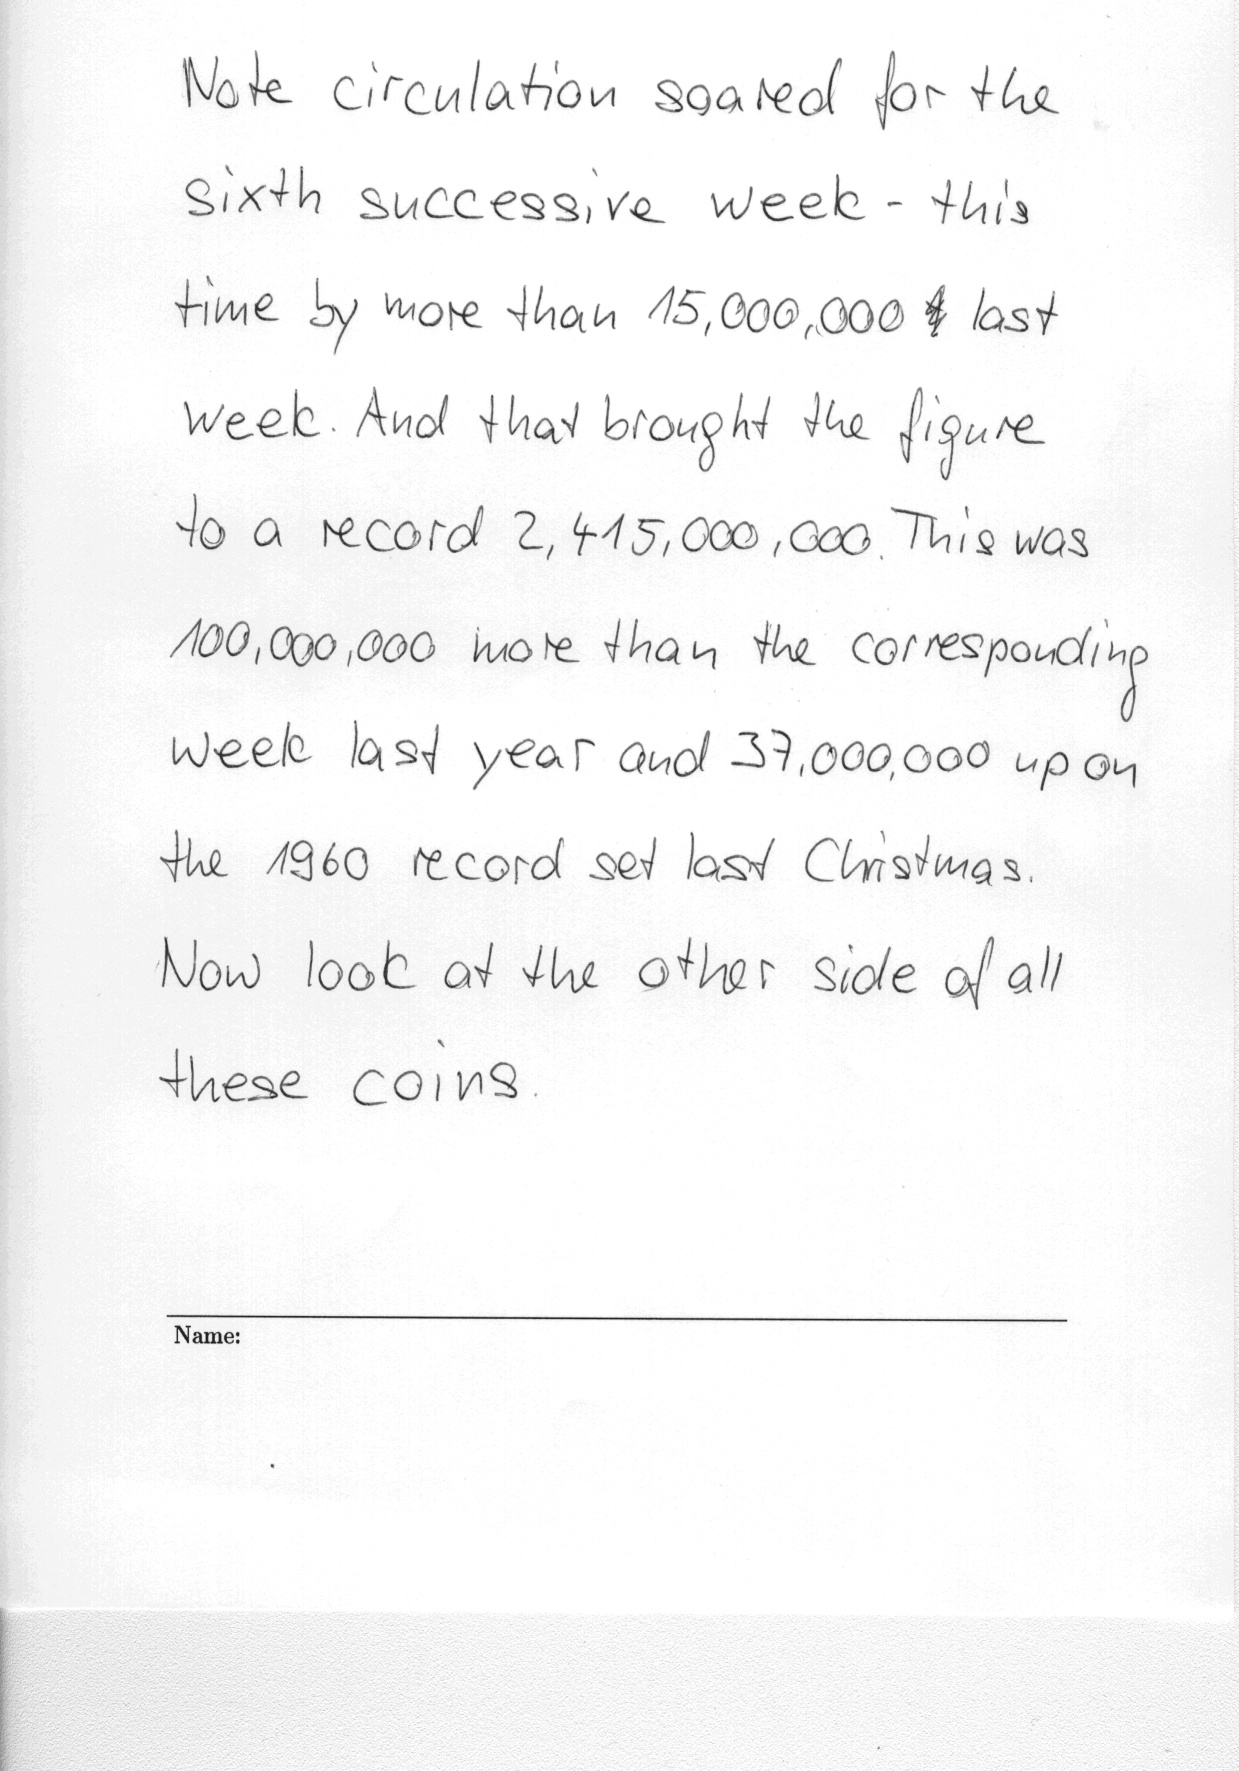 Note circulation soared for the
sixth successive week - this
time by more than 15,000,000 last
week. And that brought the figure
to a record 2,415,000,000. This was
100,000,000 more than the corresponding
week last year and 37,000,000 up on
the 1960 record set last Christmas.
Now look at the other side of all
these coins.
Name: